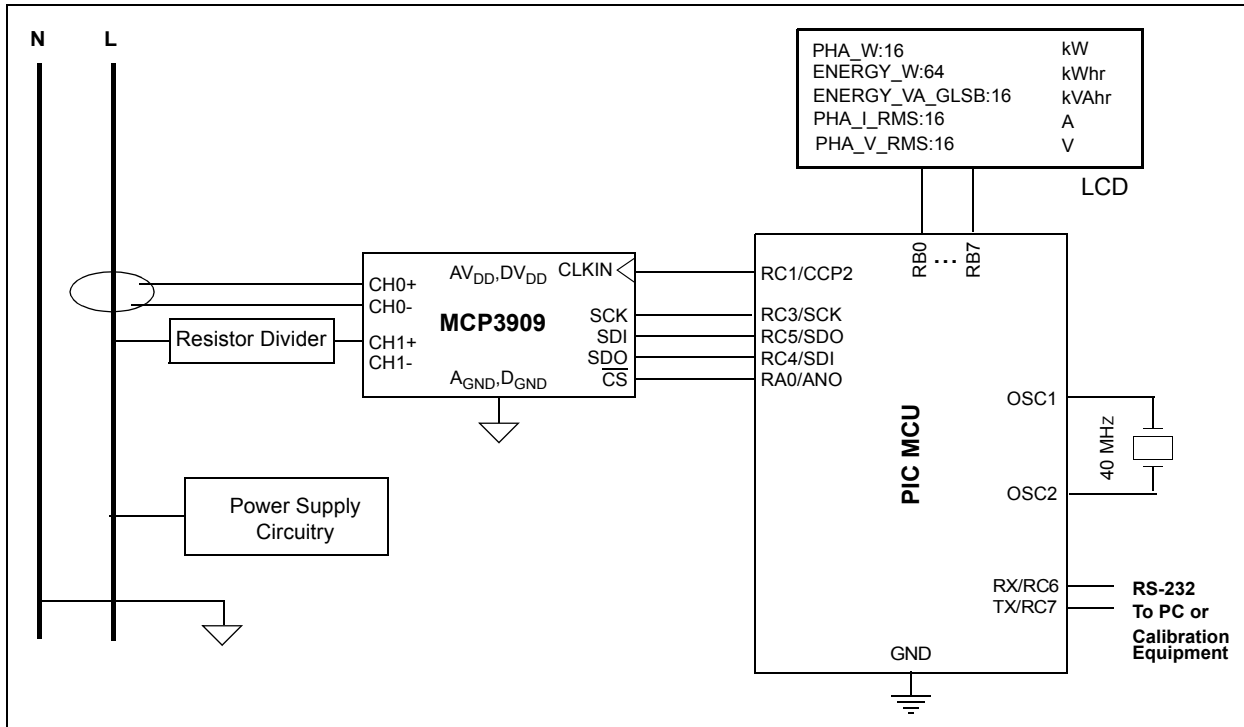 N
L
PHA_W:16 kW
ENERGY_W:64 kWhr
ENERGY_VA_GLSB:16 kVAhr
PHA_I_RMS:16 A
PHA_V_RMS:16 V
LCD
RB0 ... RB7
CH0+
CH0-
CH1+
CH1-
AVDD,DVDD
CLKIN
MCP3909
SCK
SDI
SDO
CS
AGND,DGND
Resistor Divider
Power Supply
Circuitry
RC1/CCP2
RC3/SCK
RC5/SDO
RC4/SDI
RA0/ANO
PIC MCU
OSC1
OSC2
40 MHz
RX/RC6
TX/RC7
GND
RS-232
To PC or
Calibration
Equipment